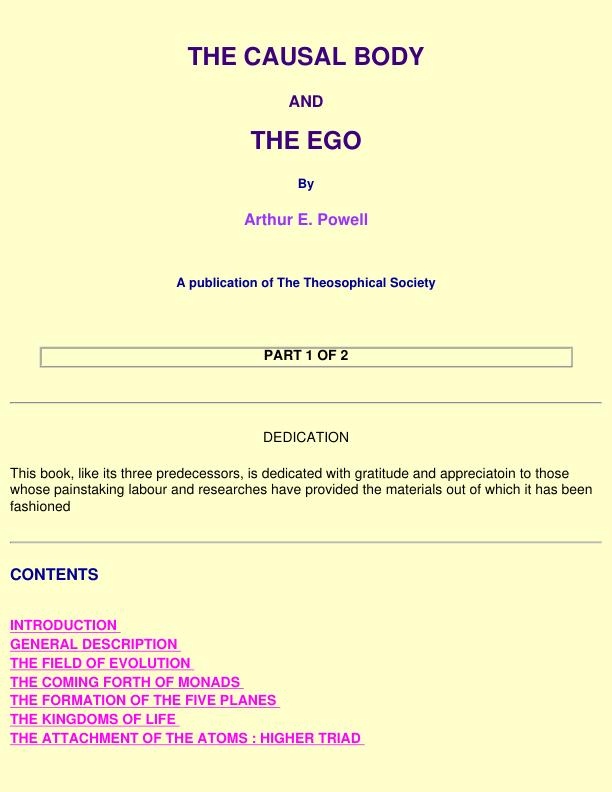 THE CAUSAL BODY
AND
THE EGO
By
Arthur E. Powell
A publication of The Theosophical Society
PART 1 OF 2
DEDICATION
This book, like its three predecessors, is dedicated with gratitude and appreciatoin to those
whose painstaking labour and researches have provided the materials out of which it has been
fashioned
CONTENTS
INTRODUCTION
GENERAL DESCRIPTION
THE FIELD OF EVOLUTION
THE COMING FORTH OF MONADS
THE FORMATION OF THE FIVE PLANES
THE KINGDOMS OF LIFE
THE ATTACHMENT OF THE ATOMS : HIGHER TRIAD